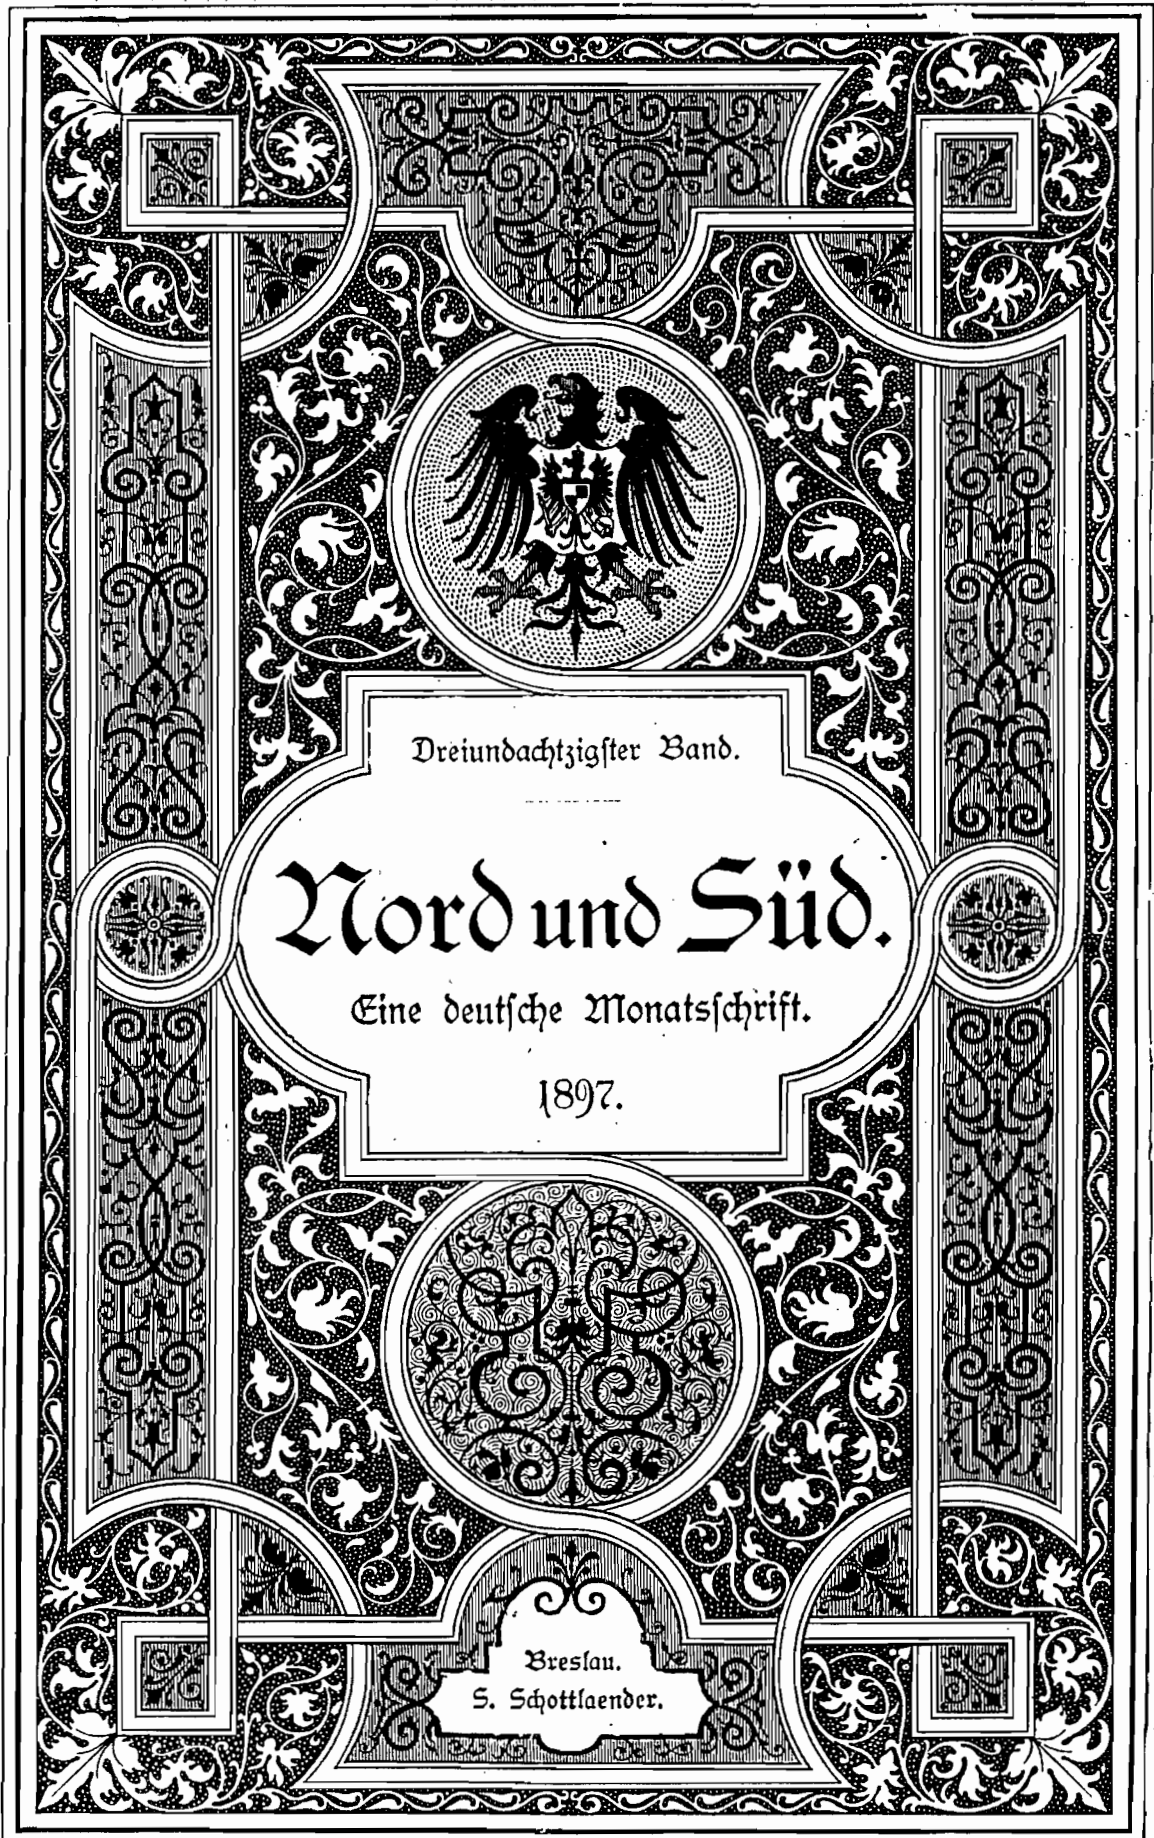 Dreiundachtzigster Band.
Nord und Süd.
Eine deutsche Monatsschrift.
1897.
Breslau.
S. Schottlaender.